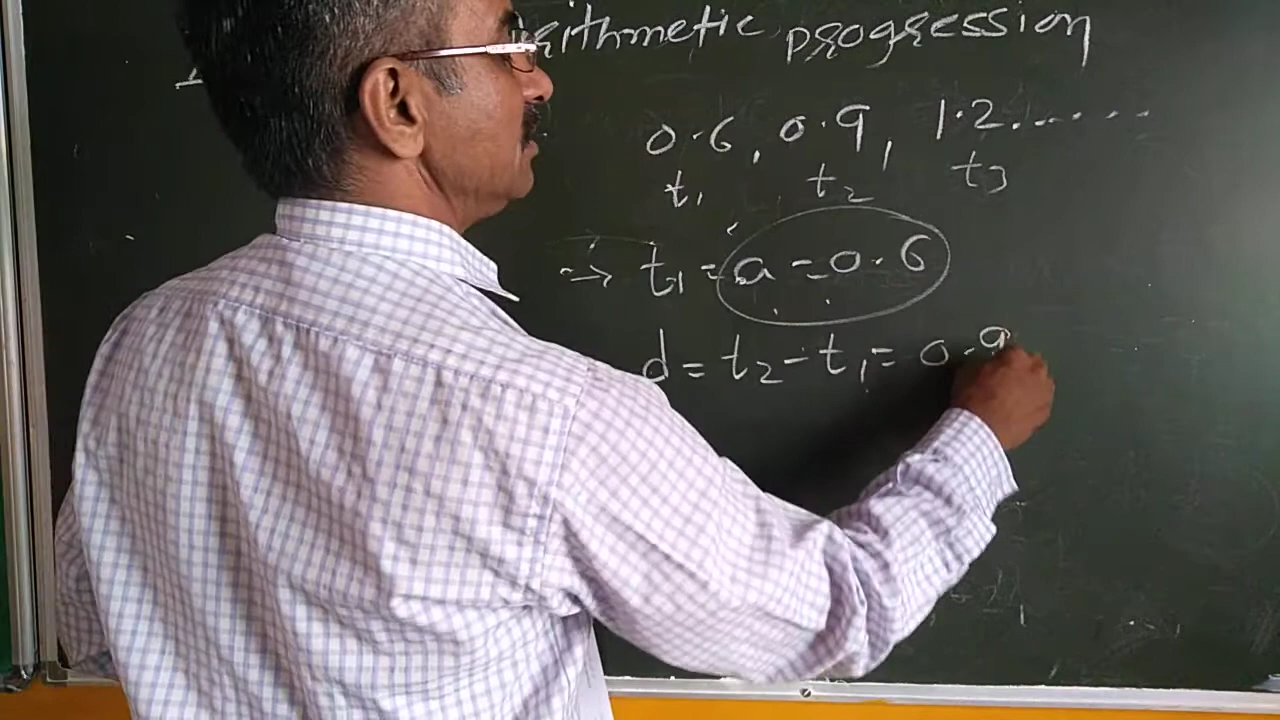 arithmetic progression
0.6, 0.9, 1.2......
t₁ t₂ t₃
→ t₁ = a = 0.6
d = t₂ - t₁ = 0.9